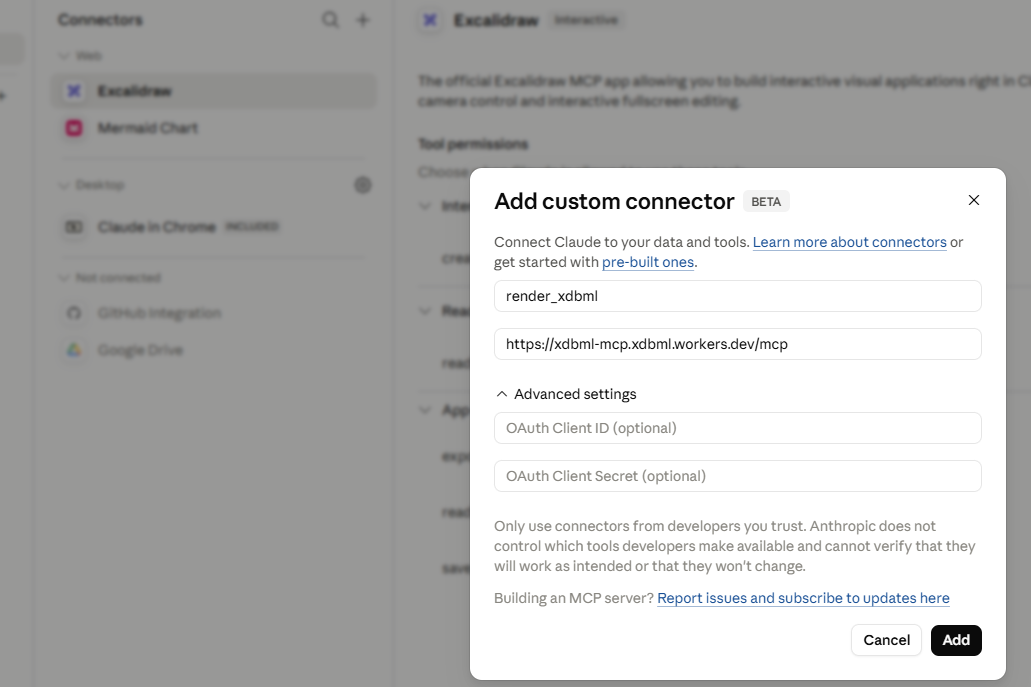 Connectors
Web
Excalidraw
Mermaid Chart
Desktop
Claude in Chrome INCLUDED
Not connected
GitHub Integration
Google Drive
Excalidraw Interactive
The official Excalidraw MCP app allowing you to build interactive visual applications right in
camera control and interactive fullscreen editing.
Tool permissions
Choose
Add custom connector BETA
Connect Claude to your data and tools. Learn more about connectors or
get started with pre-built ones.
render_xdbml
https://xdbml-mcp.xdbml.workers.dev/mcp
Advanced settings
OAuth Client ID (optional)
OAuth Client Secret (optional)
Only use connectors from developers you trust. Anthropic does not
control which tools developers make available and cannot verify that they
will work as intended or that they won't change.
Building an MCP server? Report issues and subscribe to updates here
Cancel Add